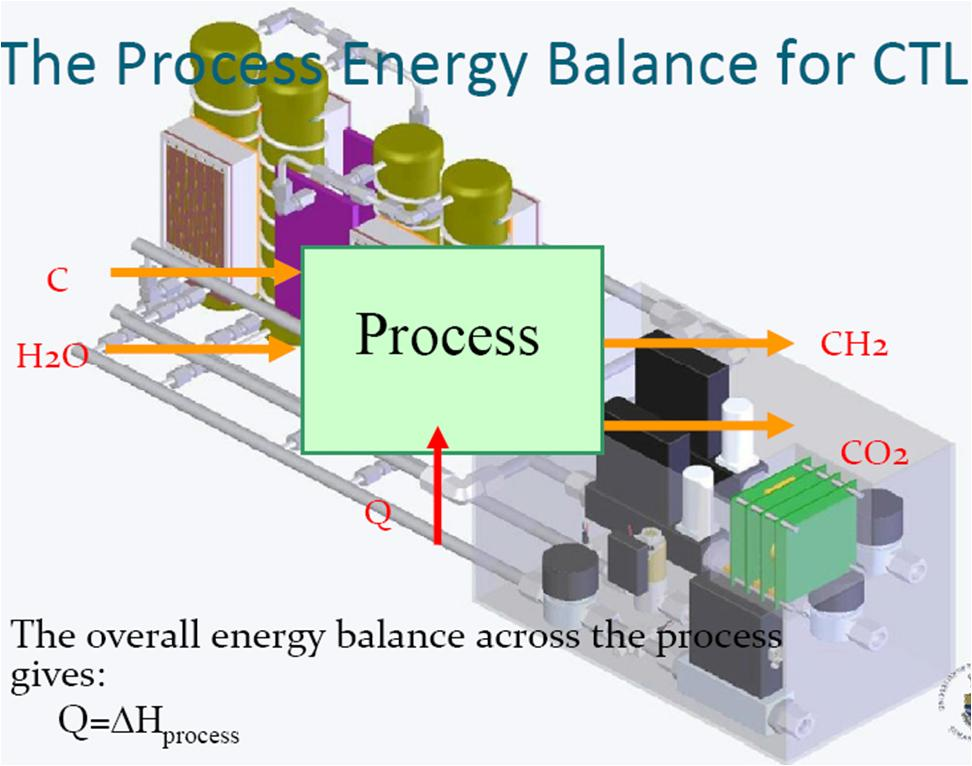 The Process Energy Balance for CTL
C
Process
H2O
CH2
CO2
Q
The overall energy balance across the process
gives:
Q=ΔHprocess